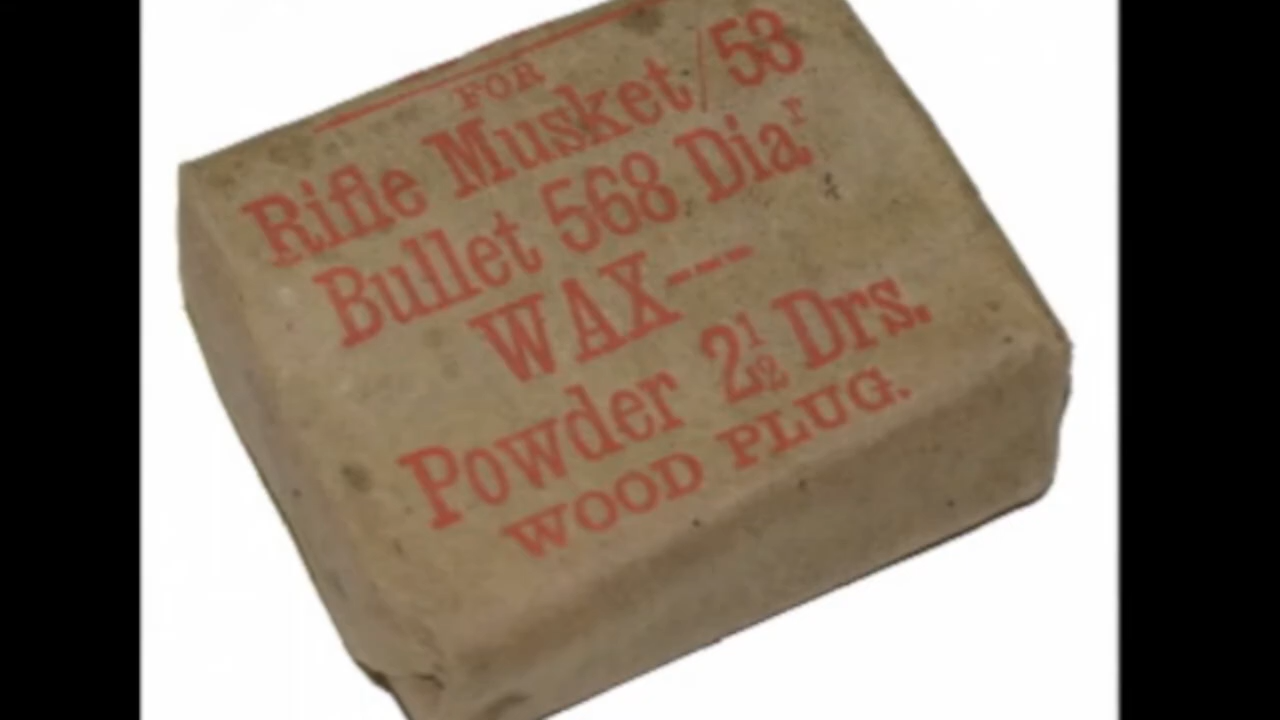 FOR
Rifle Musket/53
Bullet 568 Diaʳ
WAX---
Powder 2½ Drs.
WOOD PLUG.